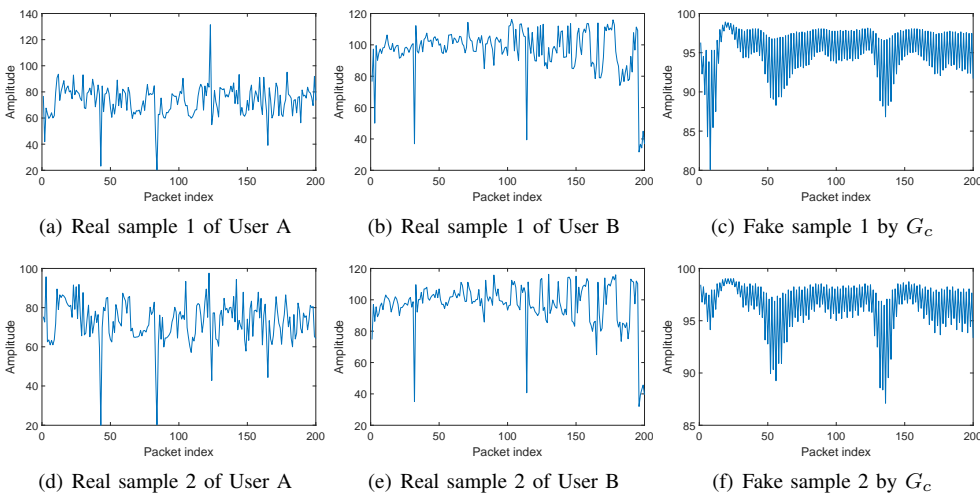 140
120
100
80
60
40
20
Amplitude
0 50 100 150 200
Packet index
(a) Real sample 1 of User A
120
100
80
60
40
20
Amplitude
0 50 100 150 200
Packet index
(b) Real sample 1 of User B
100
95
90
85
80
Amplitude
0 50 100 150 200
Packet index
(c) Fake sample 1 by G_c
100
80
60
40
20
Amplitude
0 50 100 150 200
Packet index
(d) Real sample 2 of User A
120
100
80
60
40
20
Amplitude
0 50 100 150 200
Packet index
(e) Real sample 2 of User B
100
95
90
85
Amplitude
0 50 100 150 200
Packet index
(f) Fake sample 2 by G_c